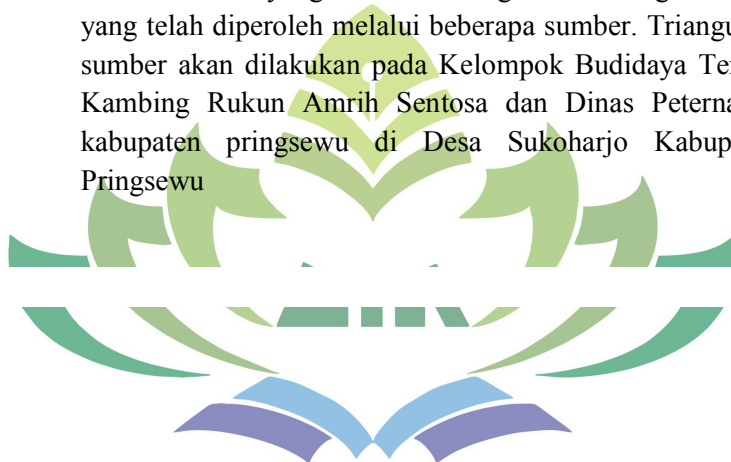 yang telah diperoleh melalui beberapa sumber. Triangu
sumber akan dilakukan pada Kelompok Budidaya Te
Kambing Rukun Amrih Sentosa dan Dinas Peterna
kabupaten pringsewu di Desa Sukoharjo Kabup
Pringsewu